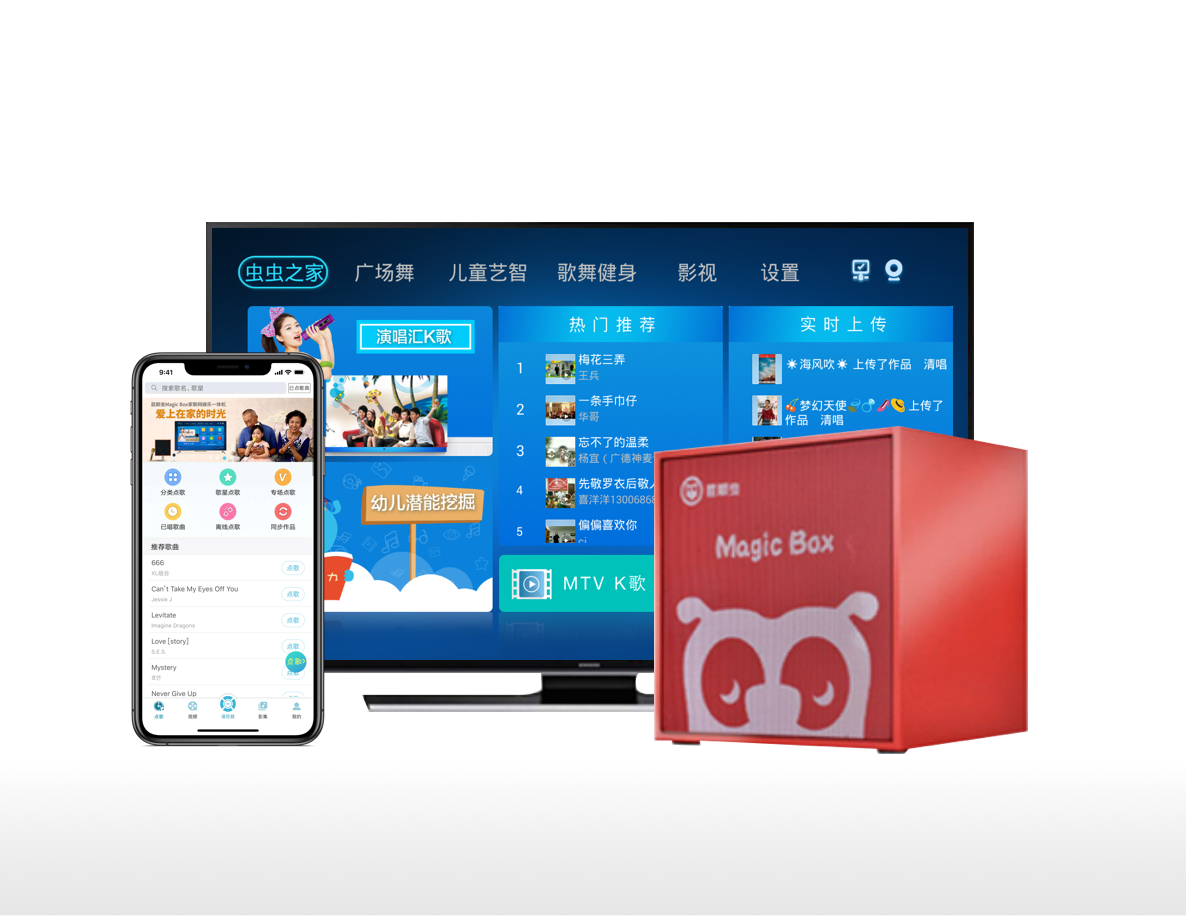 虫虫之家
广场舞
儿童艺智
歌舞健身
影视
设置
演唱汇K歌
幼儿潜能挖掘
热门推荐
1
梅花三弄
王兵
2
一条手巾仔
华哥
3
忘不了的温柔
杨宜（广德神麦
4
先敬罗衣后敬人
喜洋洋13006868
5
偏偏喜欢你
MTV K歌
实时上传
☀海风吹☀ 上传了作品 清唱
🍒梦幻天使 上传了
作品 清唱
9:41
搜索歌名、歌星
已点歌曲
爱上在家的时光
分类点歌
歌星点歌
专场点歌
已唱歌曲
离线点歌
同步作品
推荐歌曲
666
点歌
Can't Take My Eyes Off You
Jessie J
点歌
Levitate
Imagine Dragons
点歌
Love [story]
S.E.S.
点歌
点歌
Mystery
点歌
Never Give Up
点歌
视频
影集
我的
Magic Box